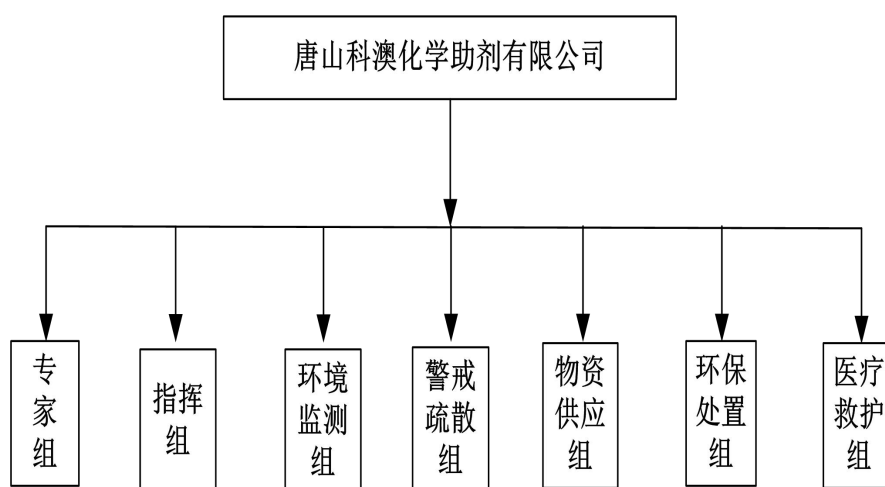 唐山科澳化学助剂有限公司
专
家
组
指挥
组
环境
监测
组
警戒
疏散
组
物资
供应
组
环保
处置
组
医疗
救护
组